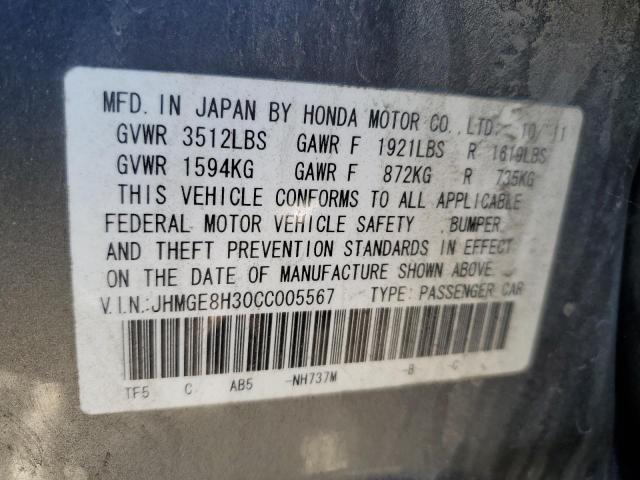 MFD. IN JAPAN BY HONDA MOTOR CO.,LTD. 10/11
GVWR 3512LBS GAWR F 1921LBS R 1619LBS
GVWR 1594KG GAWR F 872KG R 735KG
THIS VEHICLE CONFORMS TO ALL APPLICABLE
FEDERAL MOTOR VEHICLE SAFETY , BUMPER,
AND THEFT PREVENTION STANDARDS IN EFFECT
ON THE DATE OF MANUFACTURE SHOWN ABOVE.
V.I.N.:JHMGE8H30CC005567 TYPE: PASSENGER CAR
TF5 C AB5 -NH737M -B -C